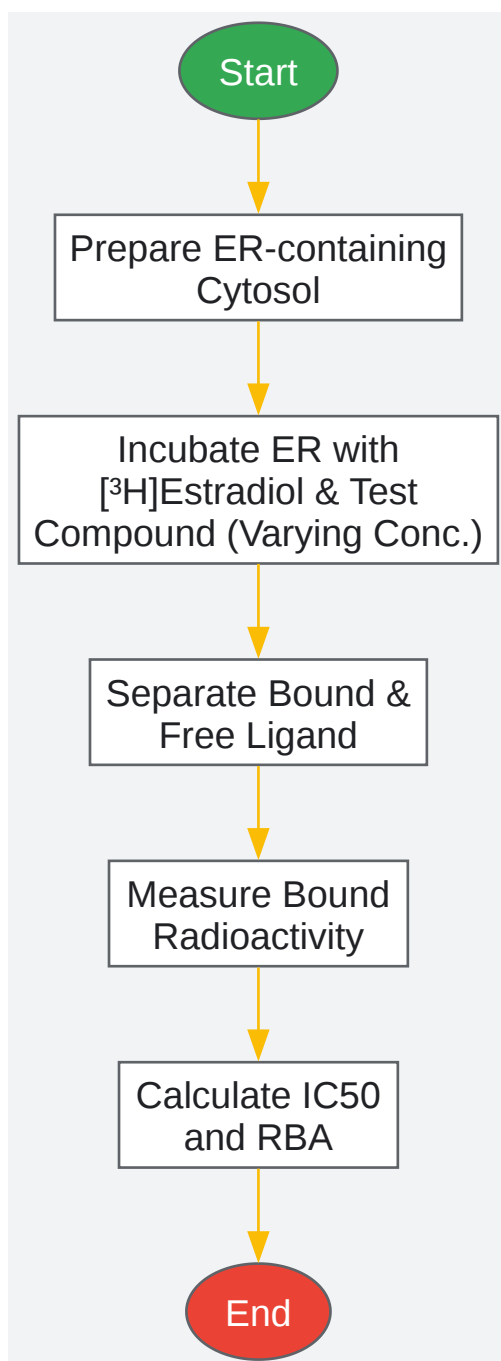 Start
Prepare ER-containing
Cytosol
Incubate ER with
[³H]Estradiol & Test
Compound (Varying Conc.)
Separate Bound &
Free Ligand
Measure Bound
Radioactivity
Calculate IC50
and RBA
End